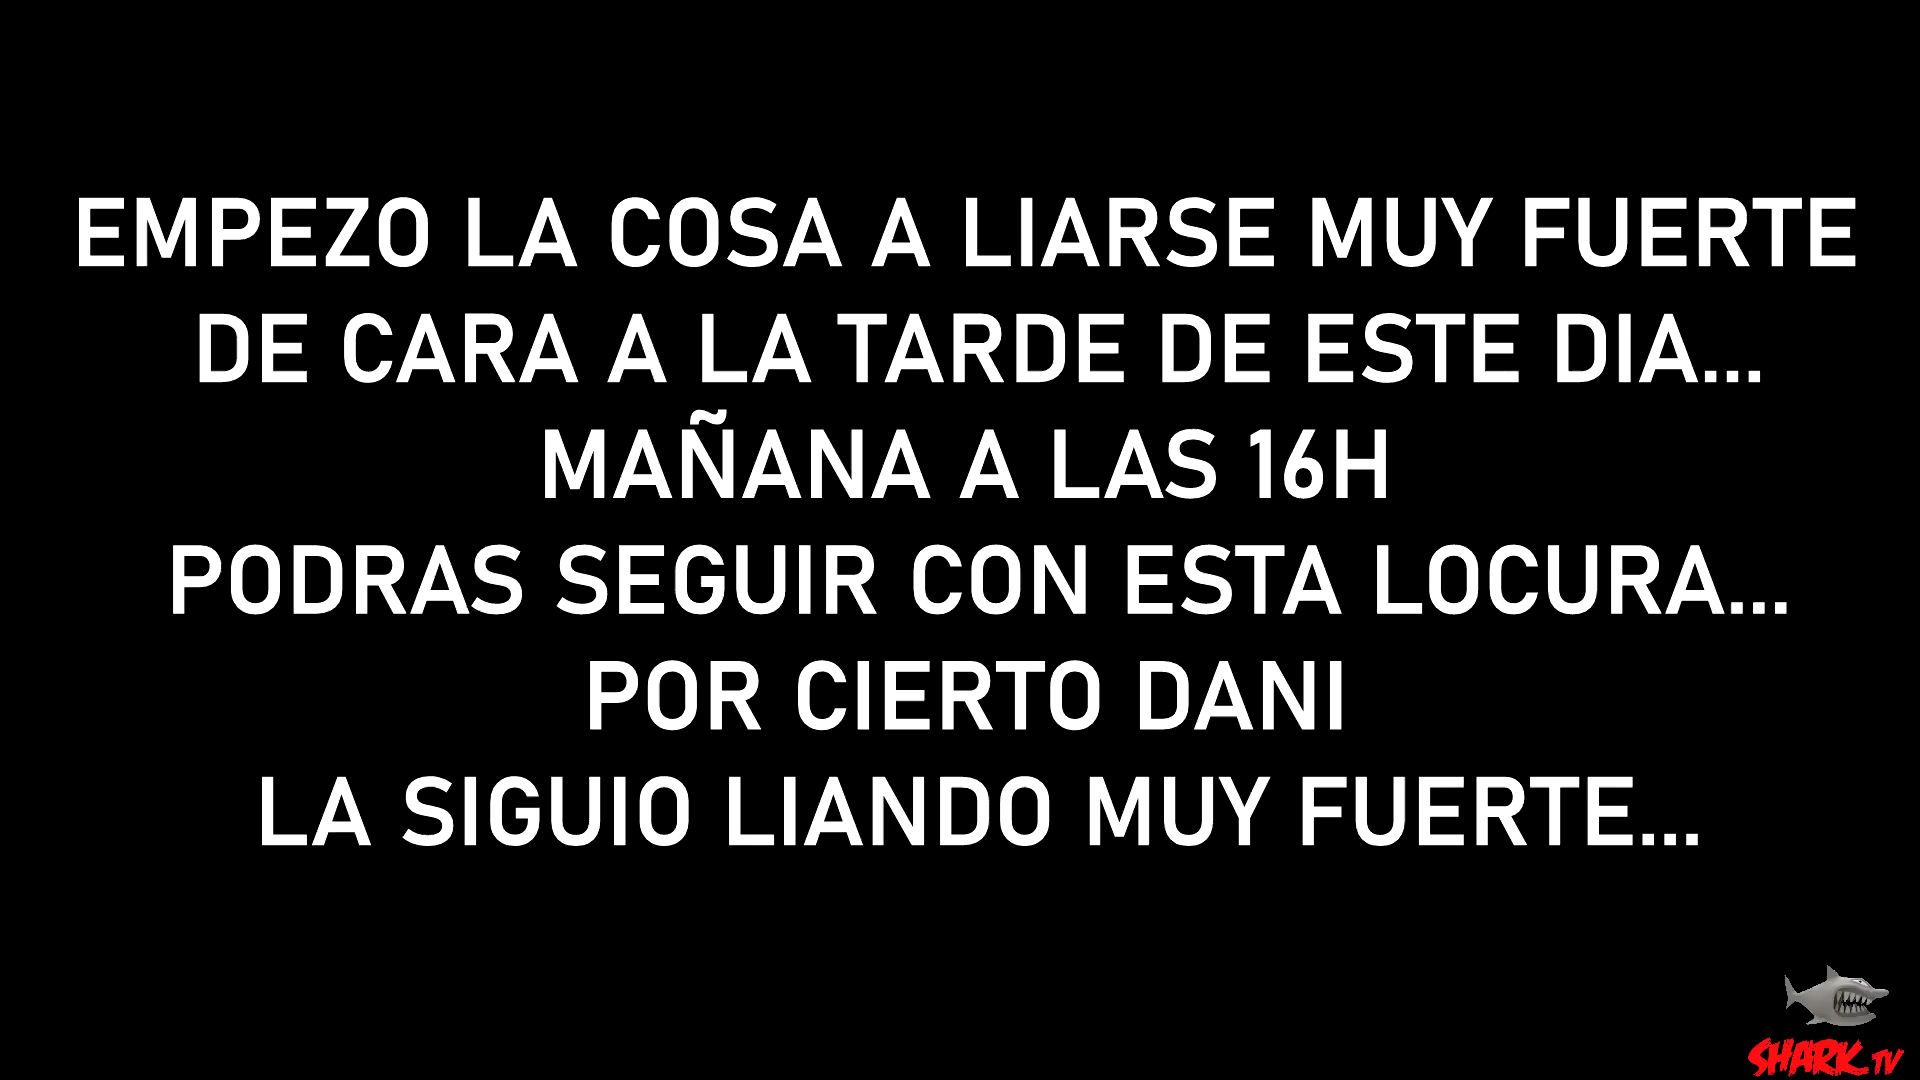 EMPEZO LA COSA A LIARSE MUY FUERTE
DE CARA A LA TARDE DE ESTE DIA...
MAÑANA A LAS 16H
PODRAS SEGUIR CON ESTA LOCURA...
POR CIERTO DANI
LA SIGUIO LIANDO MUY FUERTE...
SHARK TV